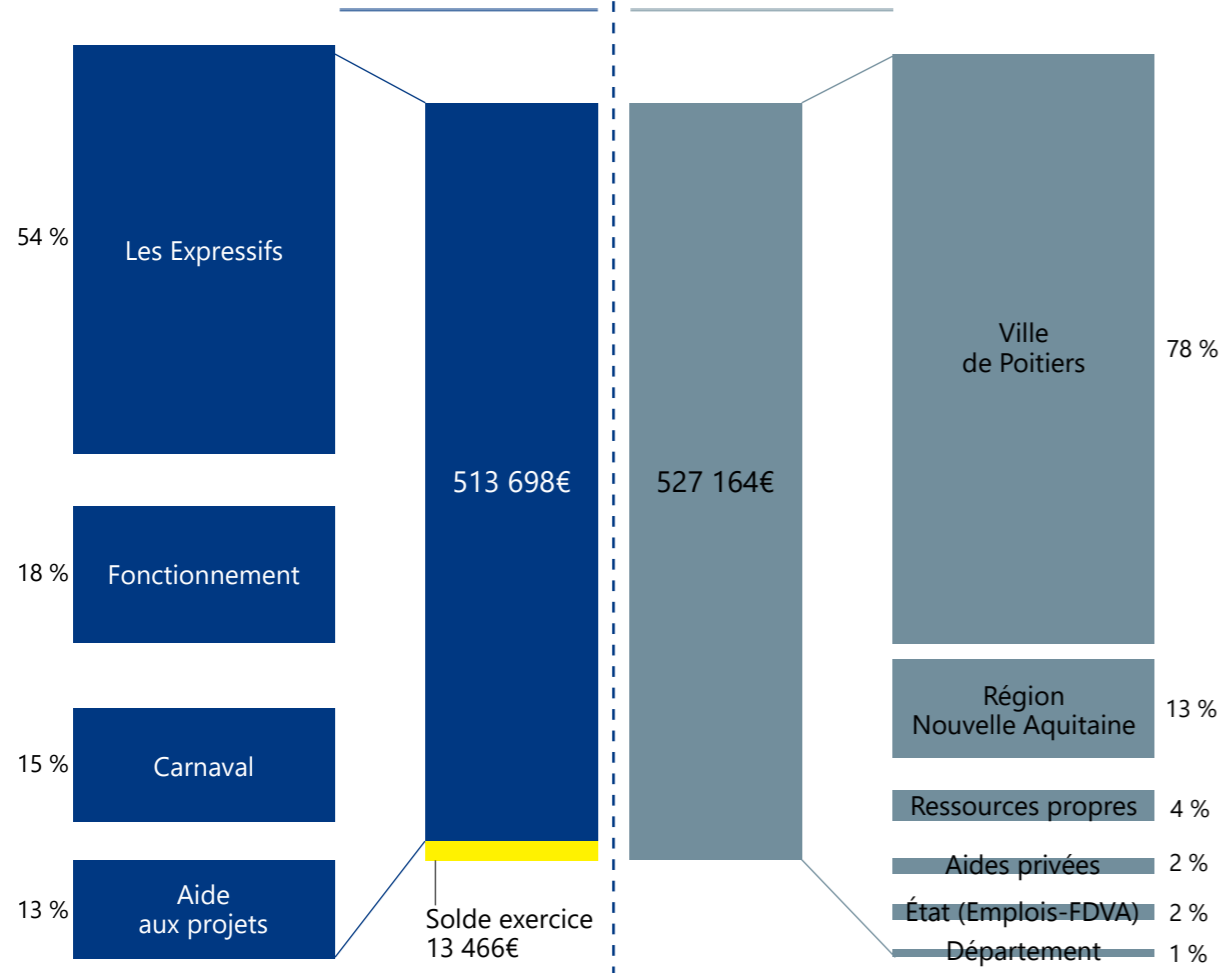 54 %
Les Expressifs
18 %
Fonctionnement
15 %
Carnaval
13 %
Aide
aux projets
513 698€
Solde exercice
13 466€
527 164€
Ville
de Poitiers
78 %
Région
Nouvelle Aquitaine
13 %
Ressources propres
4 %
Aides privées
2 %
État (Emplois-FDVA)
2 %
Département
1 %